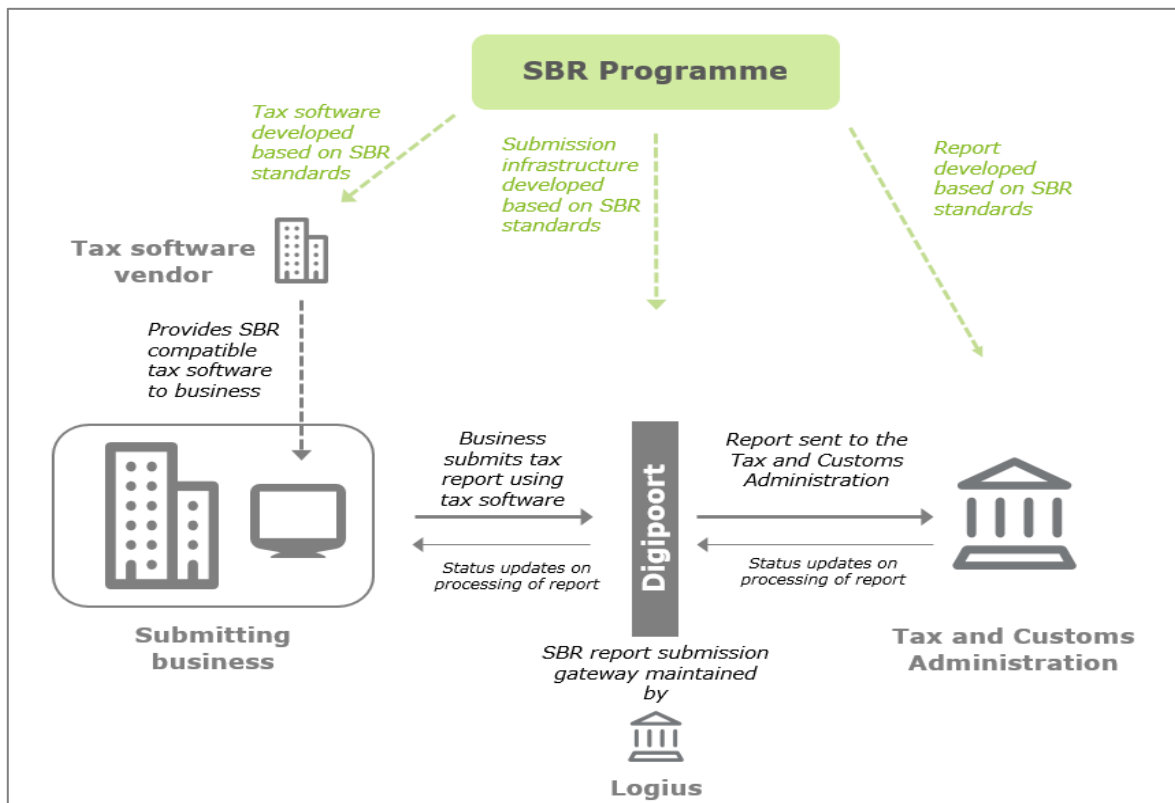 SBR Programme
Tax software
developed
based on SBR
standards
Submission
infrastructure
developed
based on SBR
standards
Report
developed
based on SBR
standards
Tax software
vendor
Provides SBR
compatible
tax software
to business
Business
submits tax
report using
tax software
Status updates on
processing of report
Digipoort
Report sent to the
Tax and Customs
Administration
Status updates on
processing of report
Submitting
business
SBR report submission
gateway maintained
by
Logius
Tax and Customs
Administration